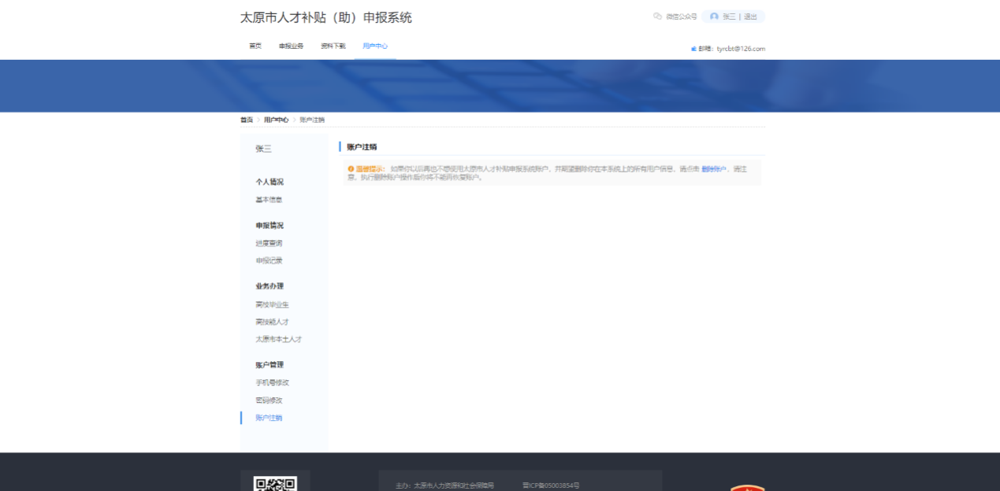 太原市人才补贴（助）申报系统
微信公众号 张三 | 退出
首页 申报业务 资料下载 用户中心
邮箱：tyrcbt@126.com
首页 > 用户中心 > 账户注销
张三
个人情况
基本信息
申报情况
进度查询
申报记录
业务办理
高校毕业生
高技能人才
太原市本土人才
账户管理
手机号修改
密码修改
账户注销
账户注销
温馨提示： 如果你以后再也不想使用太原市人才补贴申报系统账户，并期望删除你在本系统上的所有用户信息，请点击 删除账户，请注
意，执行删除账户操作后你将不能再恢复账户。
主办：太原市人力资源和社会保障局 晋ICP备05003854号